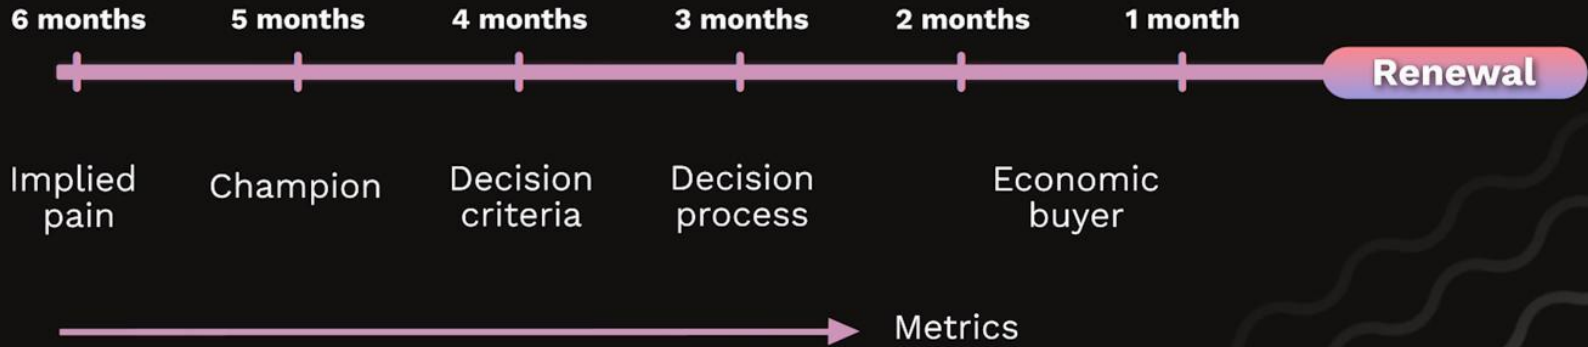 6 months 5 months 4 months 3 months 2 months 1 month
Renewal
Implied
pain
Champion
Decision
criteria
Decision
process
Economic
buyer
Metrics